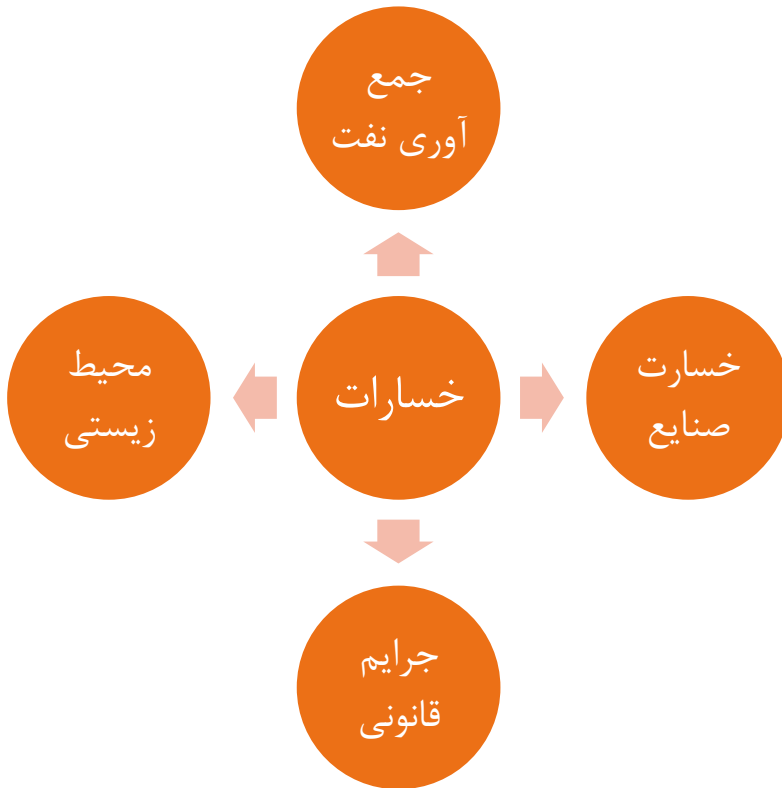 جمع
آوری نفت
خسارات
خسارت
صنایع
محیط
زیستی
جرایم
قانونی